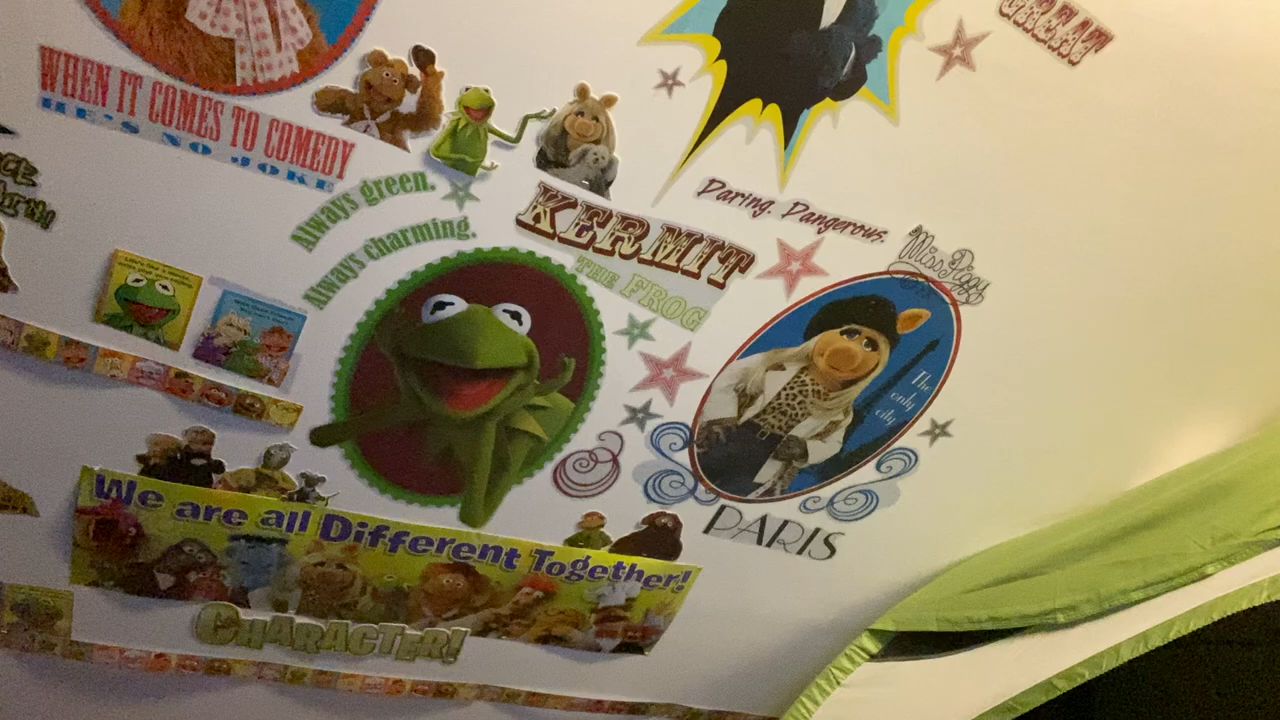 GREAT
WHEN IT COMES TO COMEDY
HE'S NO JOKE
Always green.
Always charming.
KERMIT
THE FROG
Daring. Dangerous.
Miss Piggy
The
only
city
PARIS
We are all Different Together!
CHARACTER!